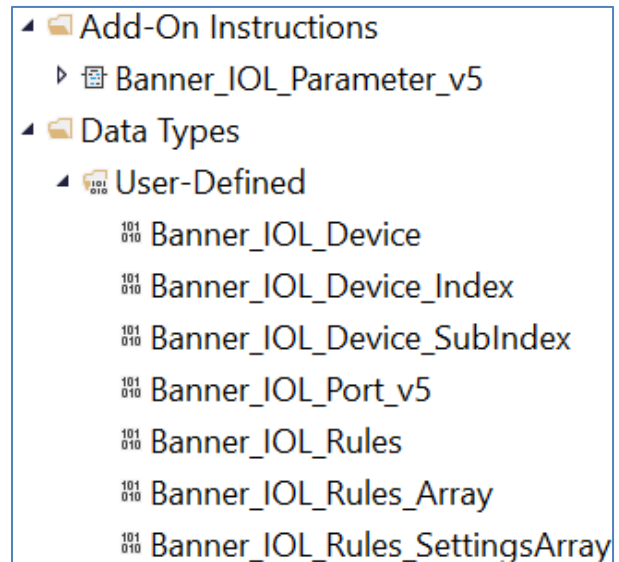 Add-On Instructions
Banner_IOL_Parameter_v5
Data Types
User-Defined
Banner_IOL_Device
Banner_IOL_Device_Index
Banner_IOL_Device_SubIndex
Banner_IOL_Port_v5
Banner_IOL_Rules
Banner_IOL_Rules_Array
Banner_IOL_Rules_SettingsArray